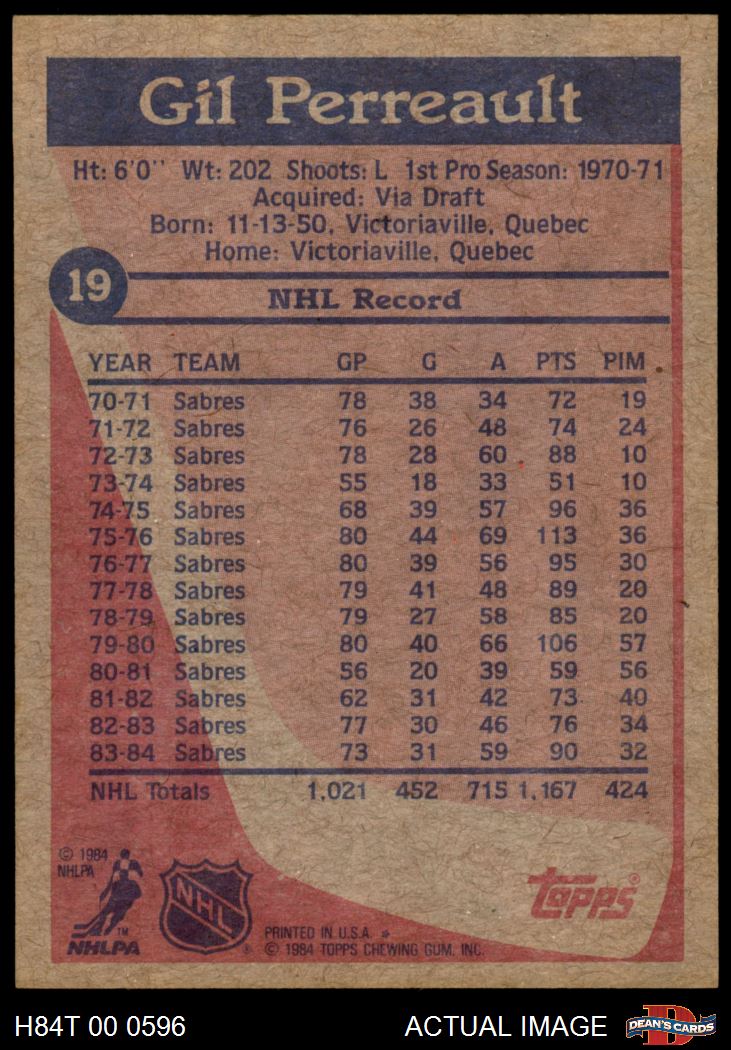 Gil Perreault
Ht: 6'0'' Wt: 202 Shoots: L 1st Pro Season: 1970-71
Acquired: Via Draft
Born: 11-13-50, Victoriaville, Quebec
Home: Victoriaville, Quebec
19
NHL Record
YEAR TEAM GP G A PTS PIM
70-71 Sabres 78 38 34 72 19
71-72 Sabres 76 26 48 74 24
72-73 Sabres 78 28 60 88 10
73-74 Sabres 55 18 33 51 10
74-75 Sabres 68 39 57 96 36
75-76 Sabres 80 44 69 113 36
76-77 Sabres 80 39 56 95 30
77-78 Sabres 79 41 48 89 20
78-79 Sabres 79 27 58 85 20
79-80 Sabres 80 40 66 106 57
80-81 Sabres 56 20 39 59 56
81-82 Sabres 62 31 42 73 40
82-83 Sabres 77 30 46 76 34
83-84 Sabres 73 31 59 90 32
NHL Totals 1,021 452 715 1,167 424
© 1984
NHLPA
TM
NHLPA
NHL
®
topps®
PRINTED IN U.S.A. *
© 1984 TOPPS CHEWING GUM, INC.
H84T 00 0596 ACTUAL IMAGE
D
DEAN'S CARDS